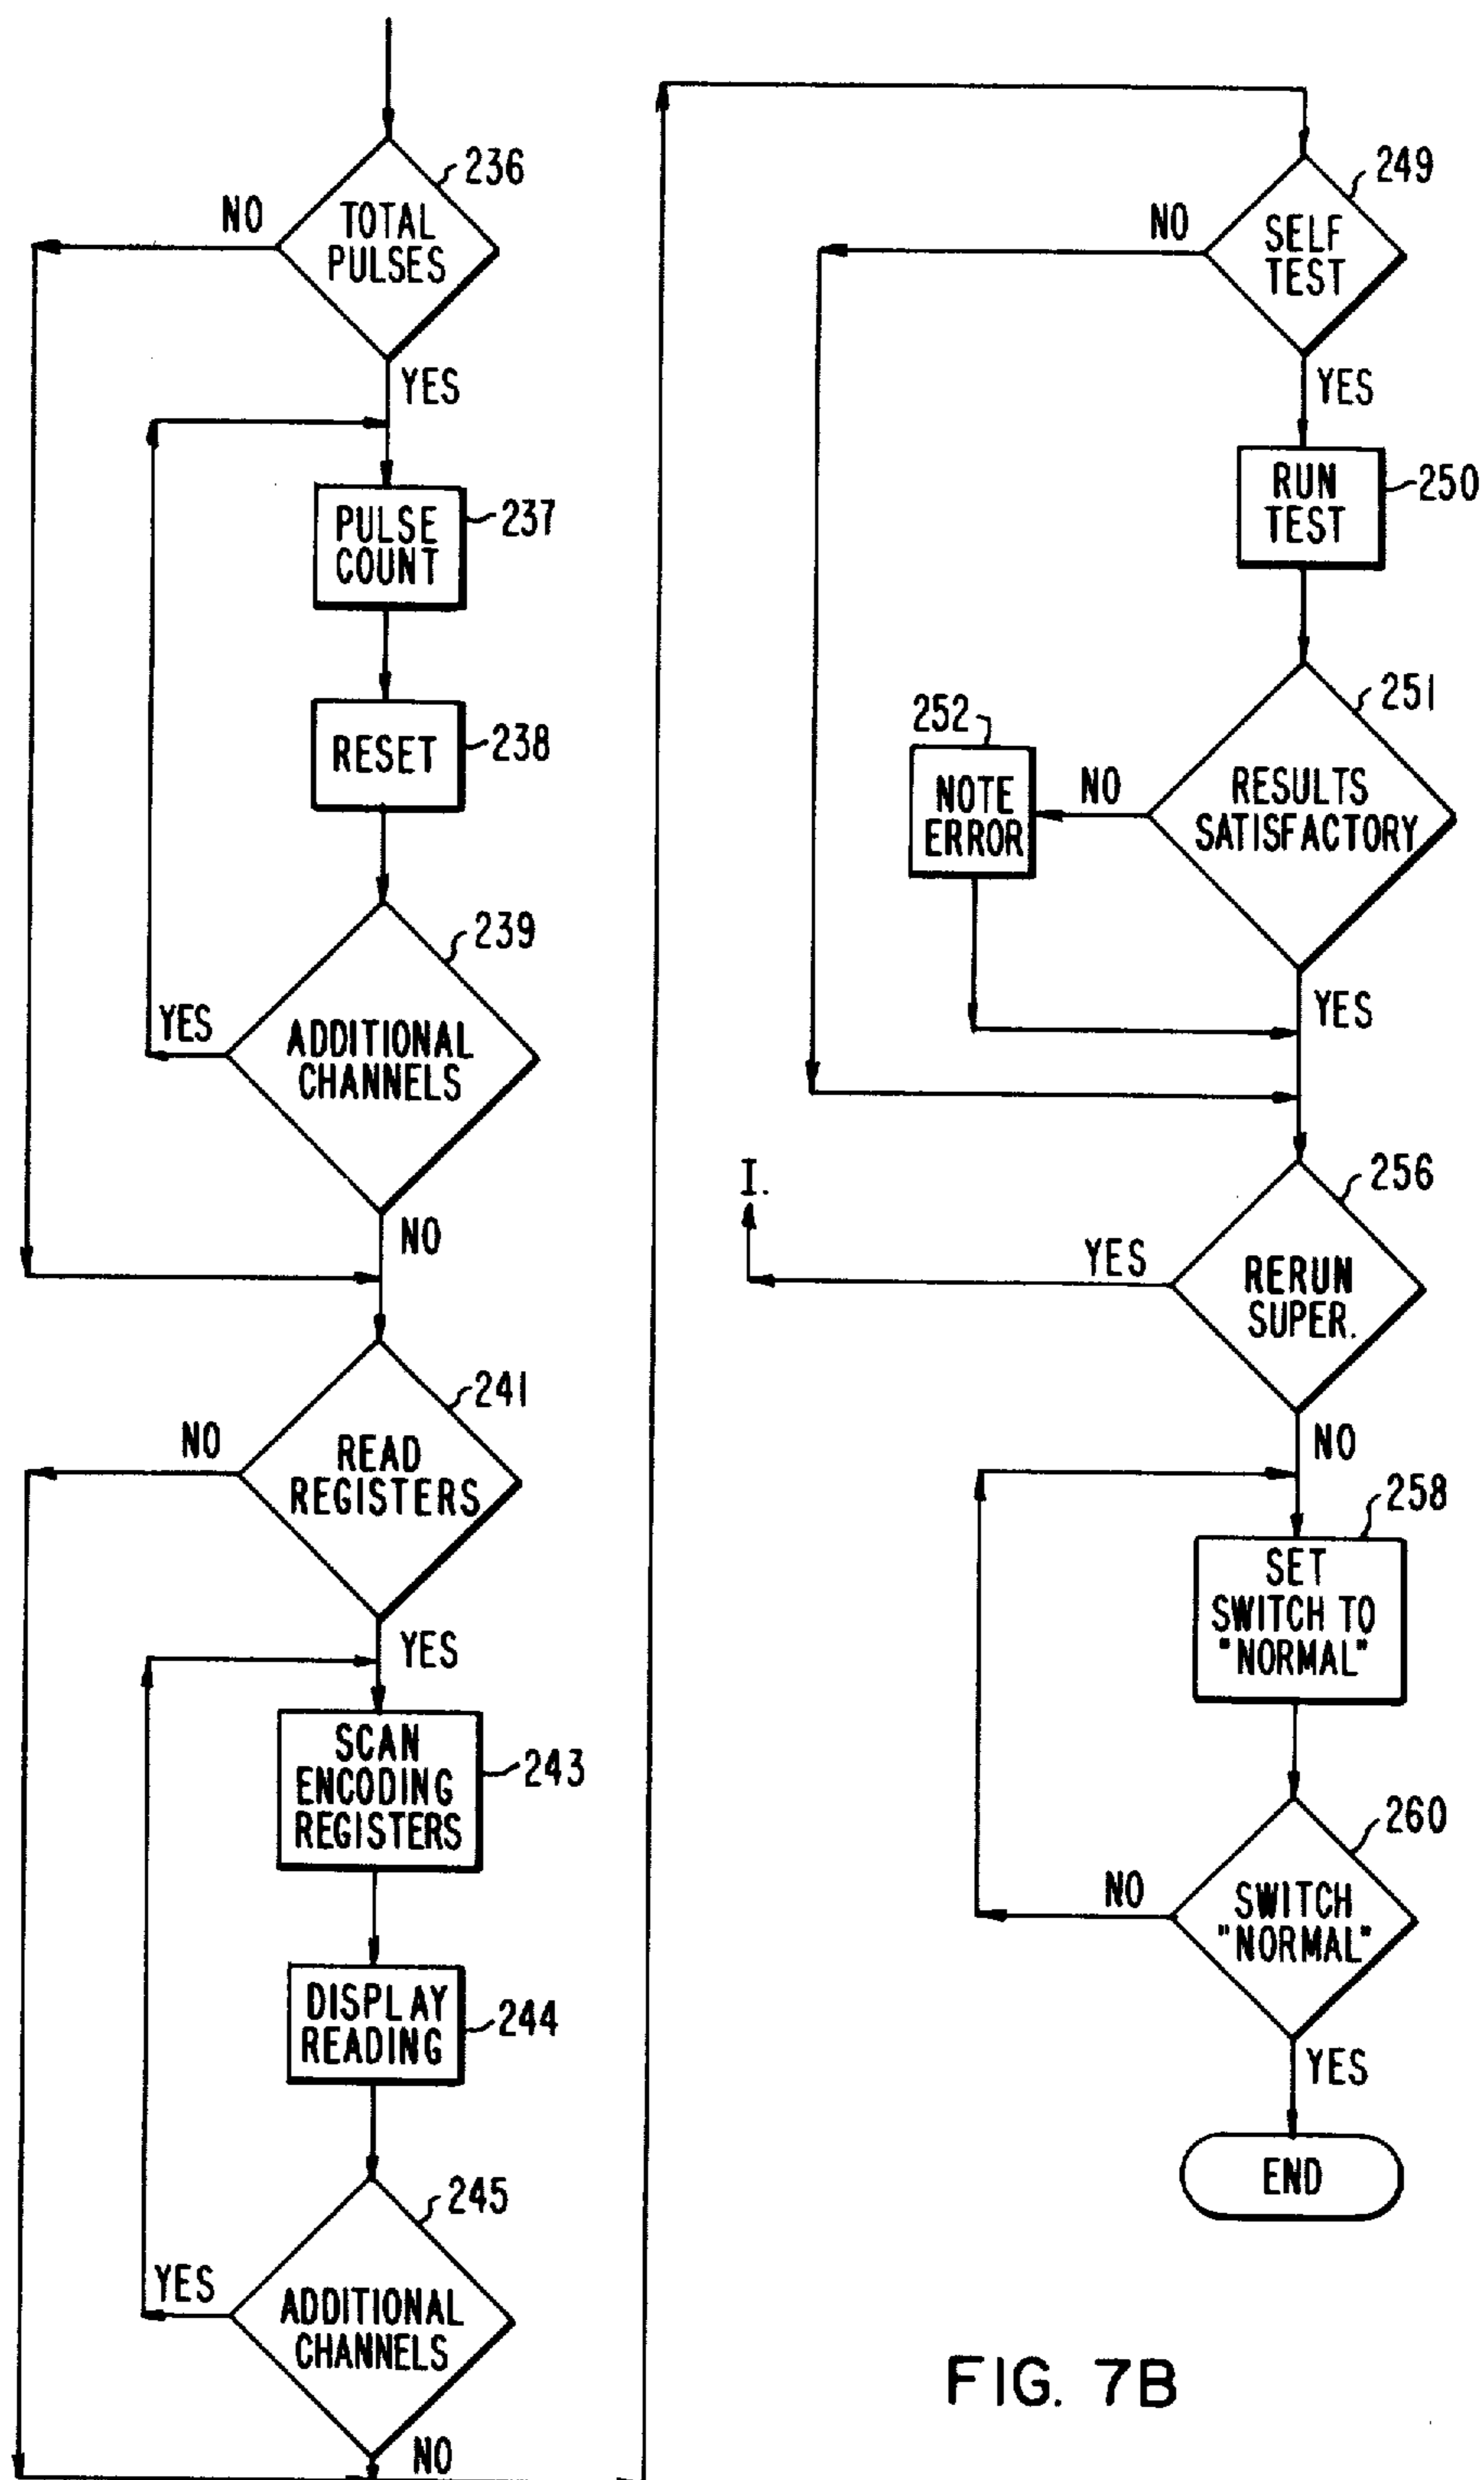 236
NO
TOTAL
PULSES
YES
PULSE
COUNT
237
RESET
238
239
YES
ADDITIONAL
CHANNELS
NO
241
NO
READ
REGISTERS
YES
SCAN
ENCODING
REGISTERS
243
DISPLAY
READING
244
245
YES
ADDITIONAL
CHANNELS
NO
249
NO
SELF
TEST
YES
RUN
TEST
250
251
252
NOTE
ERROR
NO
RESULTS
SATISFACTORY
YES
I.
256
YES
RERUN
SUPER.
NO
258
SET
SWITCH TO
"NORMAL"
260
NO
SWITCH
"NORMAL"
YES
END
FIG. 7B